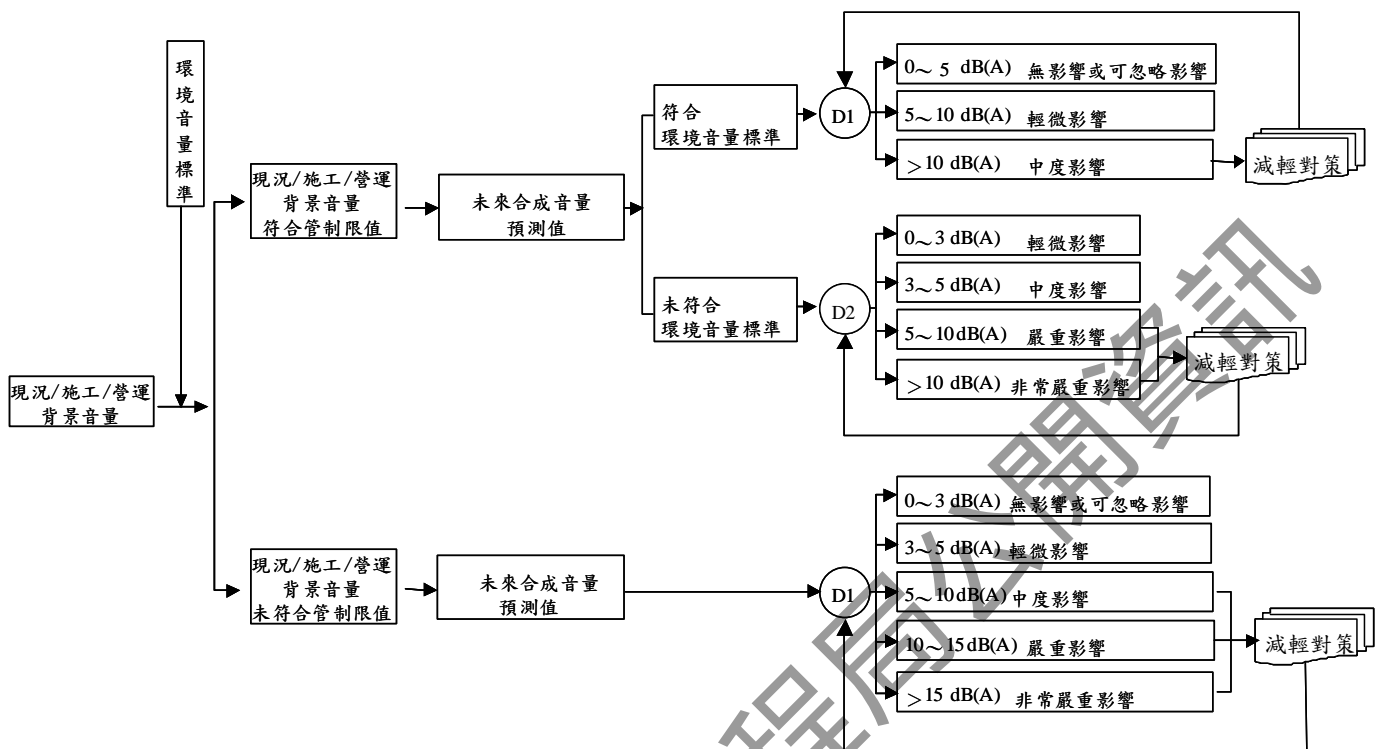 環
境
音
量
標
準
現況/施工/營運
背景音量
現況/施工/營運
背景音量
符合管制限值
未來合成音量
預測值
符合
環境音量標準
D1
0～ 5 dB(A) 無影響或可忽略影響
5～10 dB(A) 輕微影響
>10 dB(A) 中度影響
減輕對策
未符合
環境音量標準
D2
0～3 dB(A) 輕微影響
3～5 dB(A) 中度影響
5～10dB(A) 嚴重影響
>10 dB(A) 非常嚴重影響
減輕對策
現況/施工/營運
背景音量
未符合管制限值
未來合成音量
預測值
D1
0～3 dB(A) 無影響或可忽略影響
3～5 dB(A) 輕微影響
5～10dB(A) 中度影響
10～15dB(A) 嚴重影響
>15 dB(A) 非常嚴重影響
減輕對策
程局公開資訊